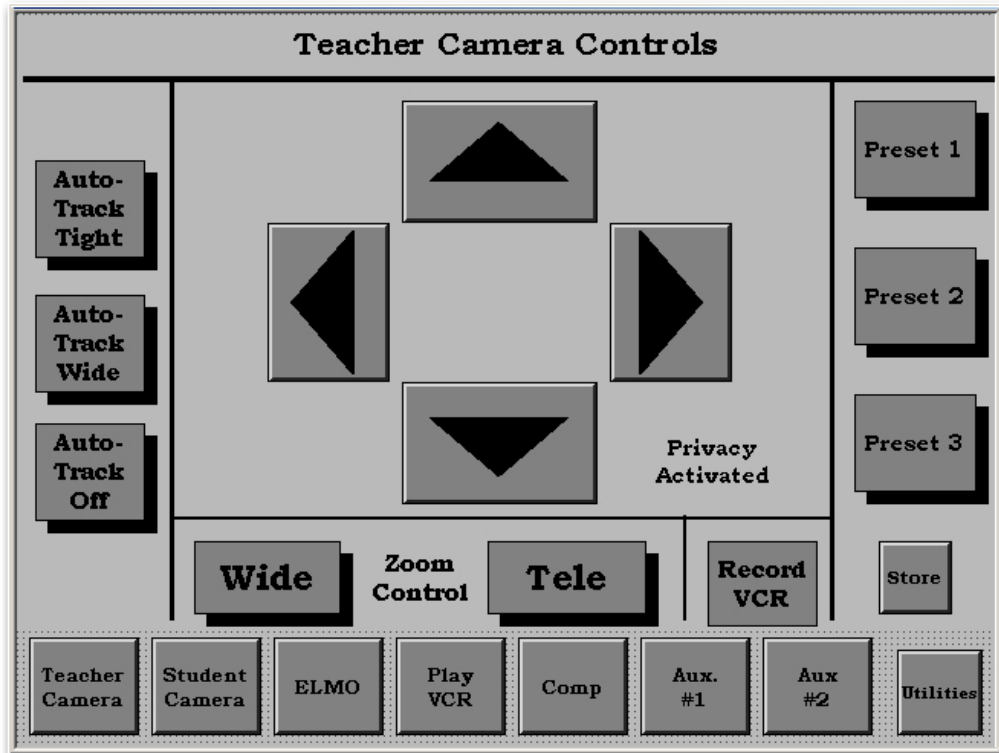 Teacher Camera Controls
Auto-
Track
Tight
Auto-
Track
Wide
Auto-
Track
Off
Preset 1
Preset 2
Preset 3
Privacy
Activated
Wide
Zoom
Control
Tele
Record
VCR
Store
Teacher
Camera
Student
Camera
ELMO
Play
VCR
Comp
Aux.
#1
Aux
#2
Utilities